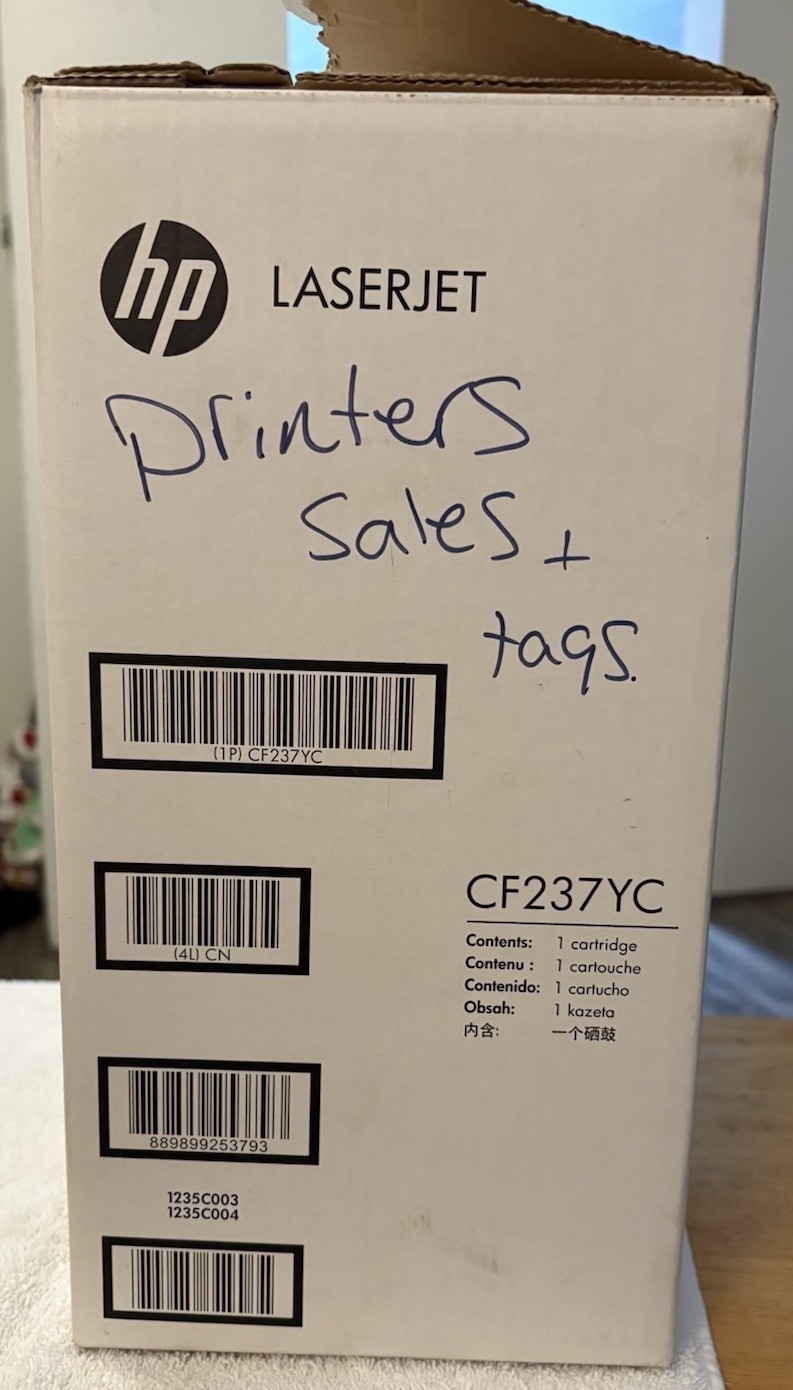 hp LASERJET
printers
sales +
tags.
(1P) CF237YC
(4L) CN
CF237YC
Contents: 1 cartridge
Contenu : 1 cartouche
Contenido: 1 cartucho
Obsah: 1 kazeta
内含: 一个硒鼓
889899253793
1235C003
1235C004